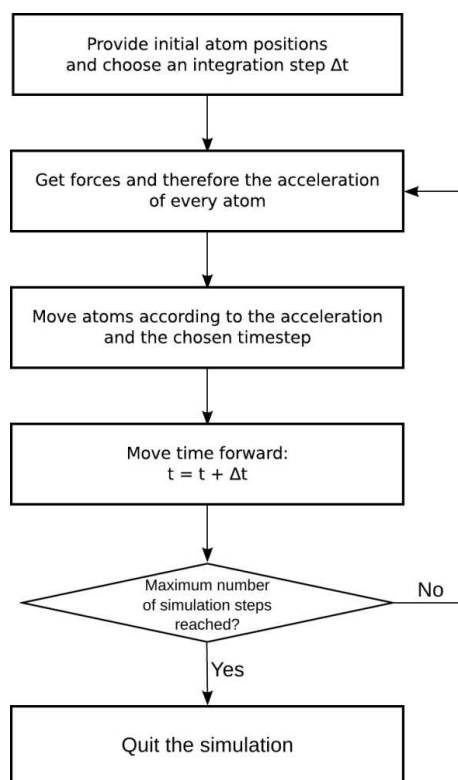 Provide initial atom positions
and choose an integration step Δt
Get forces and therefore the acceleration
of every atom
Move atoms according to the acceleration
and the chosen timestep
Move time forward:
t = t + Δt
Maximum number
of simulation steps
reached?
No
Yes
Quit the simulation